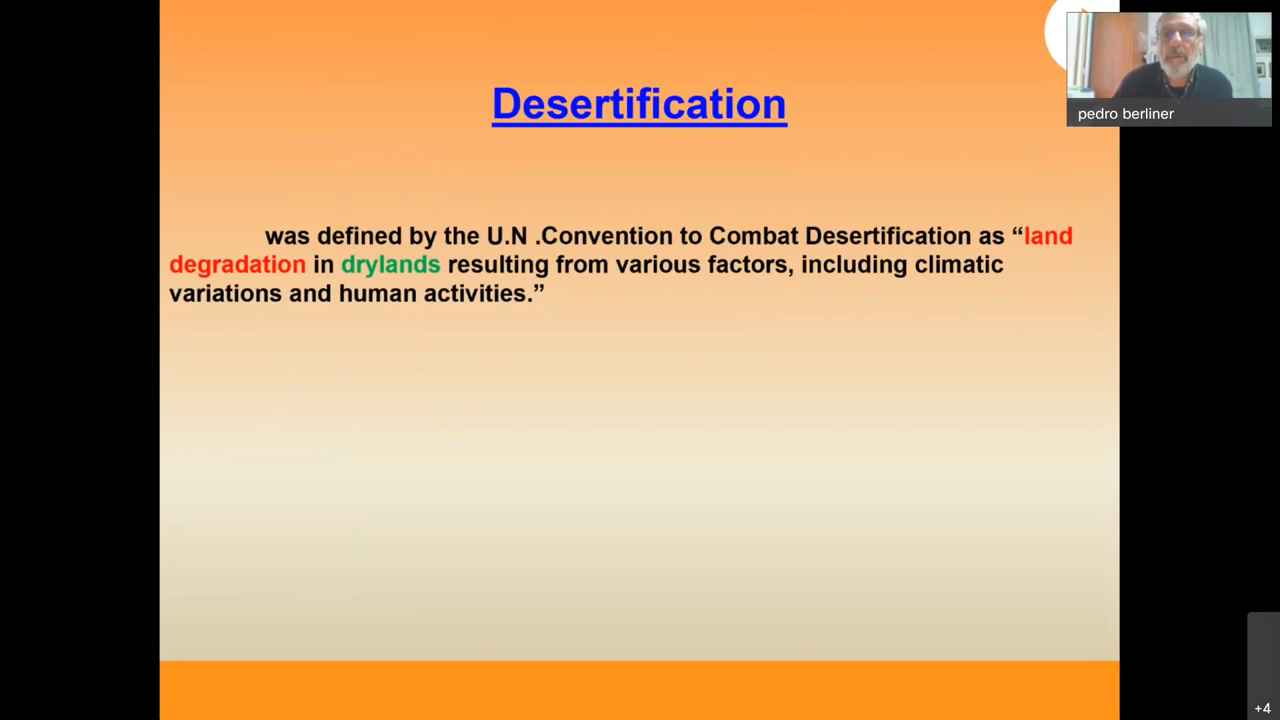 Desertification
pedro berliner
was defined by the U.N .Convention to Combat Desertification as “land
degradation in drylands resulting from various factors, including climatic
variations and human activities.”
+4